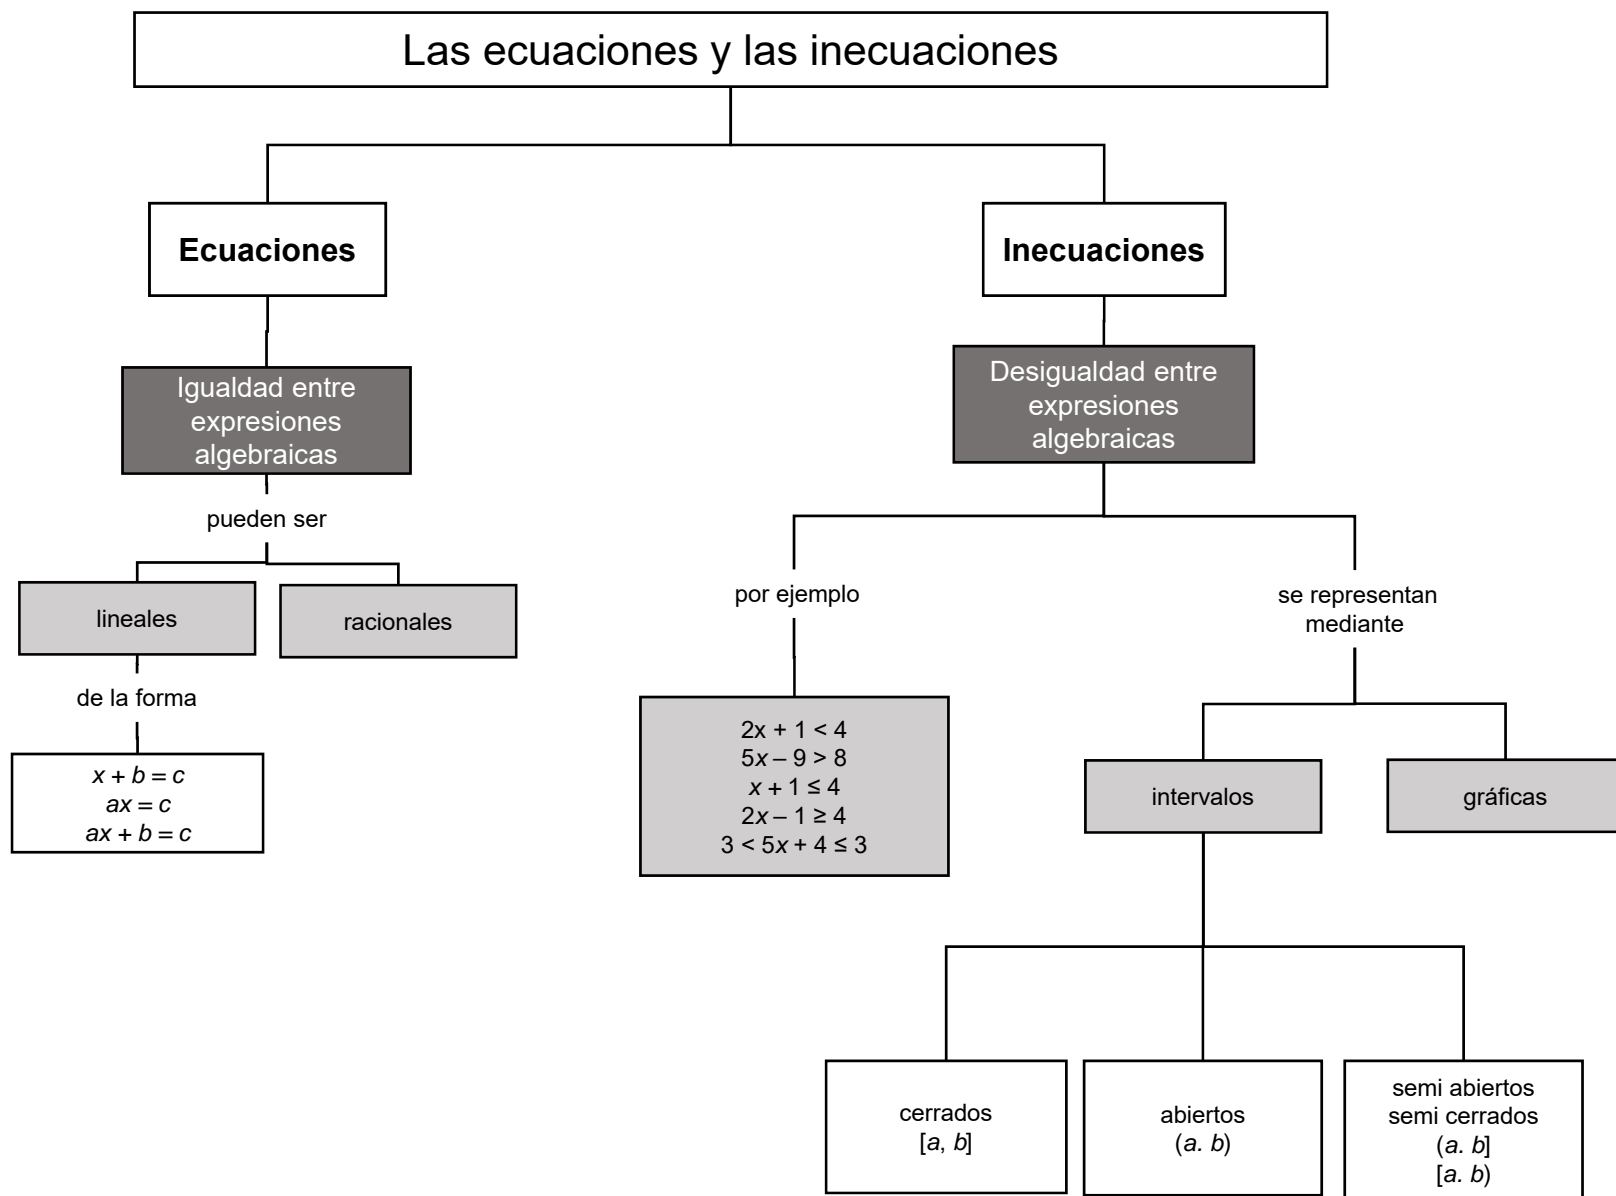 Las ecuaciones y las inecuaciones
Ecuaciones
Inecuaciones
Igualdad entre
expresiones
algebraicas
Desigualdad entre
expresiones
algebraicas
pueden ser
lineales
racionales
de la forma
x + b = c
ax = c
ax + b = c
por ejemplo
2x + 1 < 4
5x – 9 > 8
x + 1 ≤ 4
2x – 1 ≥ 4
3 < 5x + 4 ≤ 3
se representan
mediante
intervalos
gráficas
cerrados
[a, b]
abiertos
(a. b)
semi abiertos
semi cerrados
(a. b]
[a. b)